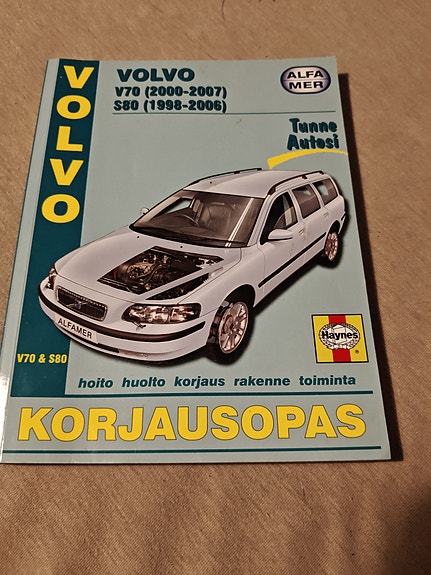 VOLVO
VOLVO
V70 (2000-2007)
S80 (1998-2006)
ALFA
MER
Tunne
Autosi
ALFAMER
Haynes
®
V70 & S80
hoito huolto korjaus rakenne toiminta
KORJAUSOPAS